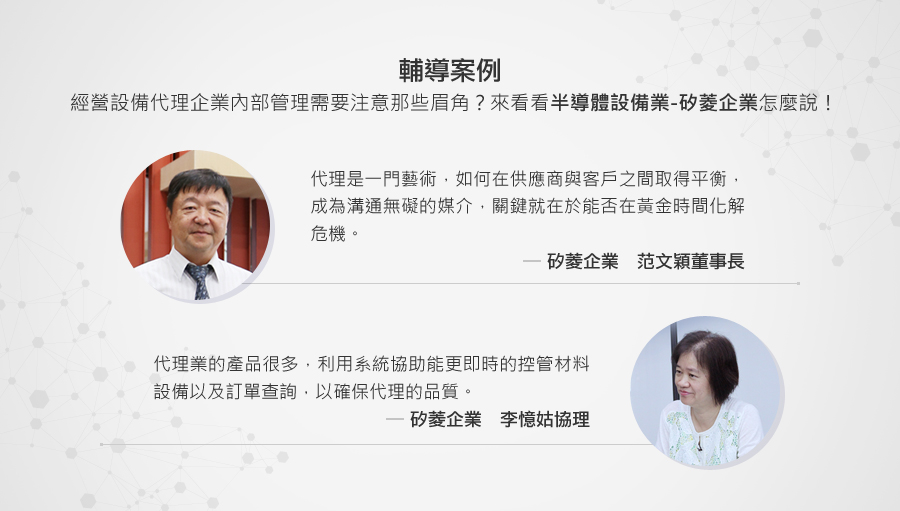 輔導案例
經營設備代理企業內部管理需要注意那些眉角？來看看半導體設備業-矽菱企業怎麼說！
代理是一門藝術，如何在供應商與客戶之間取得平衡，
成為溝通無礙的媒介，關鍵就在於能否在黃金時間化解
危機。
— 矽菱企業　范文穎董事長
代理業的產品很多，利用系統協助能更即時的控管材料
設備以及訂單查詢，以確保代理的品質。
— 矽菱企業　李憶姑協理